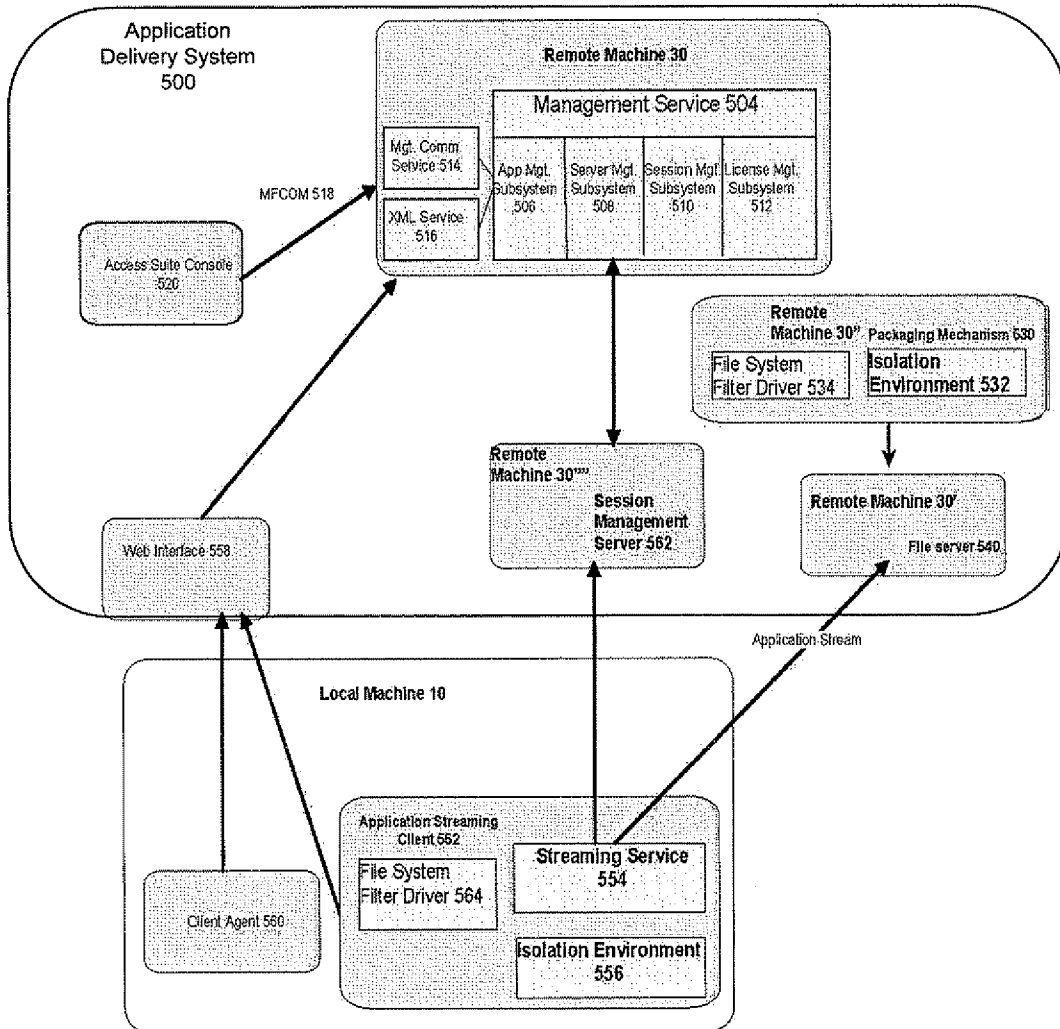 Application
Delivery System
500
Remote Machine 30
Management Service 504
Mgt. Comm
Service 514
XML Service
516
App Mgt.
Subsystem
506
Server Mgt.
Subsystem
508
Session Mgt.
Subsystem
510
License Mgt.
Subsystem
512
MFCOM 518
Access Suite Console
520
Remote
Machine 30"
Packaging Mechanism 530
File System
Filter Driver 534
Isolation
Environment 532
Remote
Machine 30""
Session
Management
Server 562
Remote Machine 30'
File server 540
Web Interface 558
Application Stream
Local Machine 10
Application Streaming
Client 552
File System
Filter Driver 564
Streaming Service
554
Client Agent 560
Isolation Environment
556